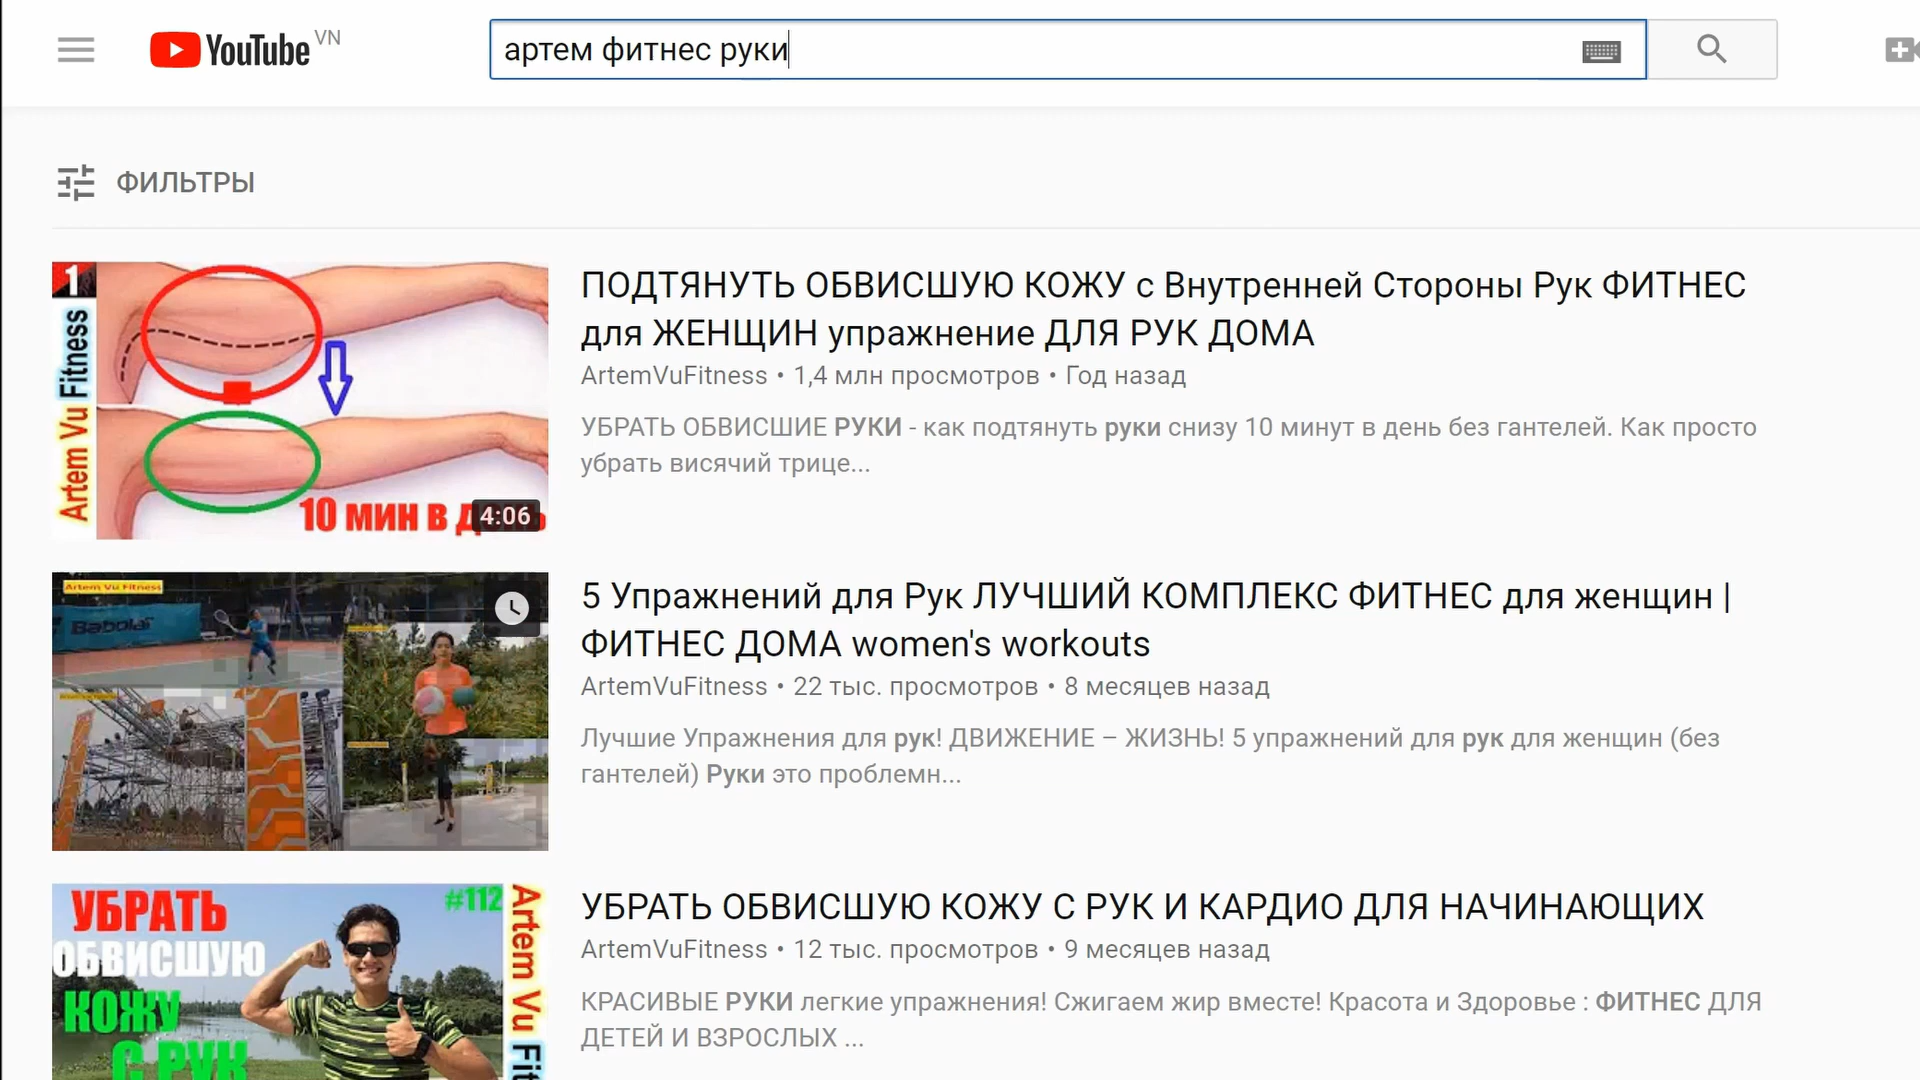 YouTube VN
артем фитнес руки
ФИЛЬТРЫ
1
Artem Vu Fitness
10 мин в д
4:06
ПОДТЯНУТЬ ОБВИСШУЮ КОЖУ с Внутренней Стороны Рук ФИТНЕС
для ЖЕНЩИН упражнение ДЛЯ РУК ДОМА
ArtemVuFitness • 1,4 млн просмотров • Год назад
УБРАТЬ ОБВИСШИЕ РУКИ - как подтянуть руки снизу 10 минут в день без гантелей. Как просто
убрать висячий трице...
Artem Vu Fitness
Babolat
5 Упражнений для Рук ЛУЧШИЙ КОМПЛЕКС ФИТНЕС для женщин |
ФИТНЕС ДОМА women's workouts
ArtemVuFitness • 22 тыс. просмотров • 8 месяцев назад
Лучшие Упражнения для рук! ДВИЖЕНИЕ – ЖИЗНЬ! 5 упражнений для рук для женщин (без
гантелей) Руки это проблемн...
УБРАТЬ
ОБВИСШУЮ
КОЖУ
С РУК
#112
Artem Vu Fit
УБРАТЬ ОБВИСШУЮ КОЖУ С РУК И КАРДИО ДЛЯ НАЧИНАЮЩИХ
ArtemVuFitness • 12 тыс. просмотров • 9 месяцев назад
КРАСИВЫЕ РУКИ легкие упражнения! Сжигаем жир вместе! Красота и Здоровье : ФИТНЕС ДЛЯ
ДЕТЕЙ И ВЗРОСЛЫХ ...